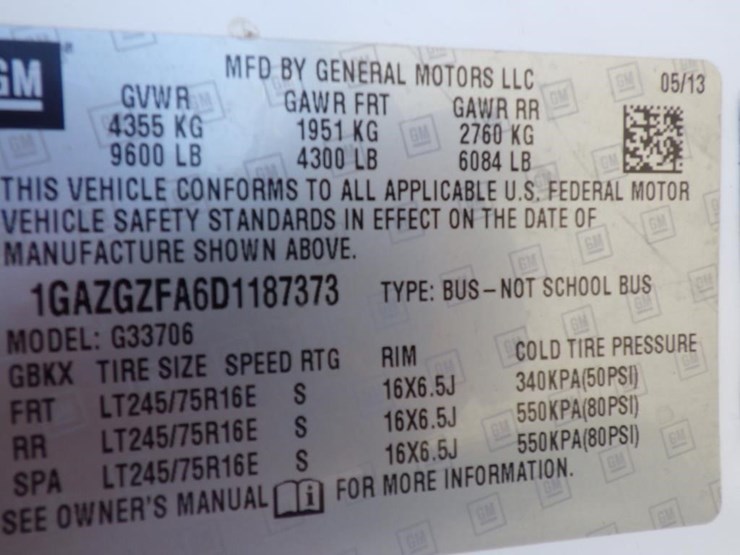 GM
MFD BY GENERAL MOTORS LLC 05/13
GVWR GAWR FRT GAWR RR
4355 KG 1951 KG 2760 KG
9600 LB 4300 LB 6084 LB
THIS VEHICLE CONFORMS TO ALL APPLICABLE U.S. FEDERAL MOTOR
VEHICLE SAFETY STANDARDS IN EFFECT ON THE DATE OF
MANUFACTURE SHOWN ABOVE.
1GAZGZFA6D1187373 TYPE: BUS-NOT SCHOOL BUS
MODEL: G33706
GBKX TIRE SIZE SPEED RTG RIM COLD TIRE PRESSURE
FRT LT245/75R16E S 16X6.5J 340KPA(50PSI)
RR LT245/75R16E S 16X6.5J 550KPA(80PSI)
SPA LT245/75R16E S 16X6.5J 550KPA(80PSI)
SEE OWNER'S MANUAL i FOR MORE INFORMATION.